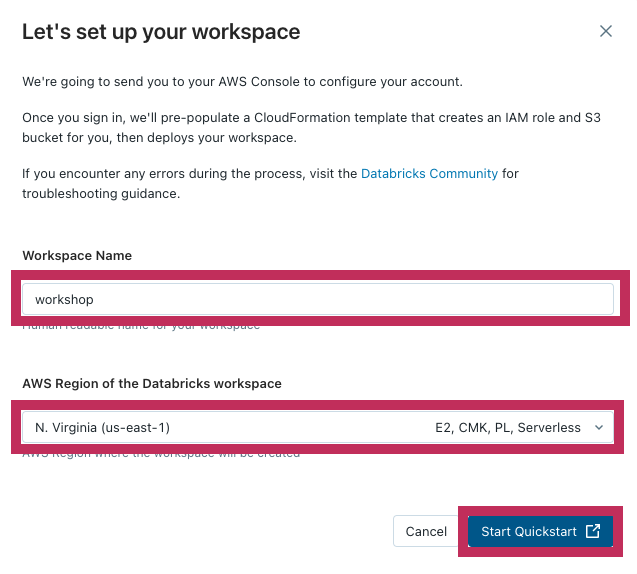 Let's set up your workspace
We're going to send you to your AWS Console to configure your account.
Once you sign in, we'll pre-populate a CloudFormation template that creates an IAM role and S3
bucket for you, then deploys your workspace.
If you encounter any errors during the process, visit the Databricks Community for
troubleshooting guidance.
Workspace Name
workshop
Human readable name for your workspace
AWS Region of the Databricks workspace
N. Virginia (us-east-1) E2, CMK, PL, Serverless
AWS Region where the workspace will be created
Cancel Start Quickstart